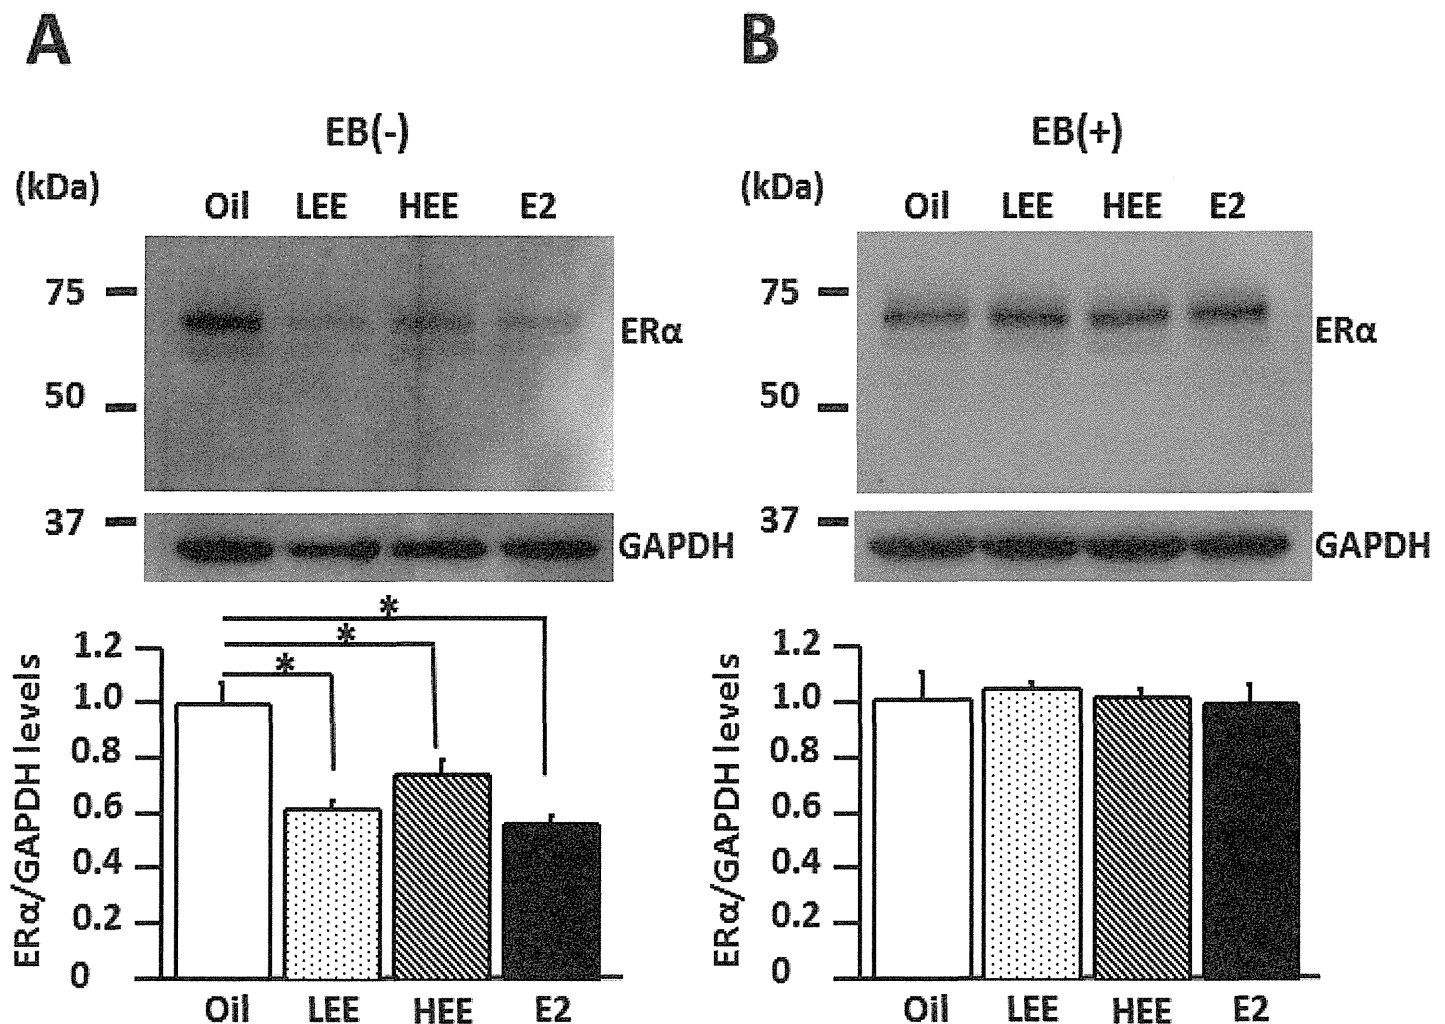 A
EB(-)
(kDa)
Oil LEE HEE E2
75
ERα
50
37
GAPDH
*
*
*
ERα/GAPDH levels
1.2
1.0
0.8
0.6
0.4
0.2
0
Oil LEE HEE E2
B
EB(+)
(kDa)
Oil LEE HEE E2
75
ERα
50
37
GAPDH
ERα/GAPDH levels
1.2
1.0
0.8
0.6
0.4
0.2
0
Oil LEE HEE E2